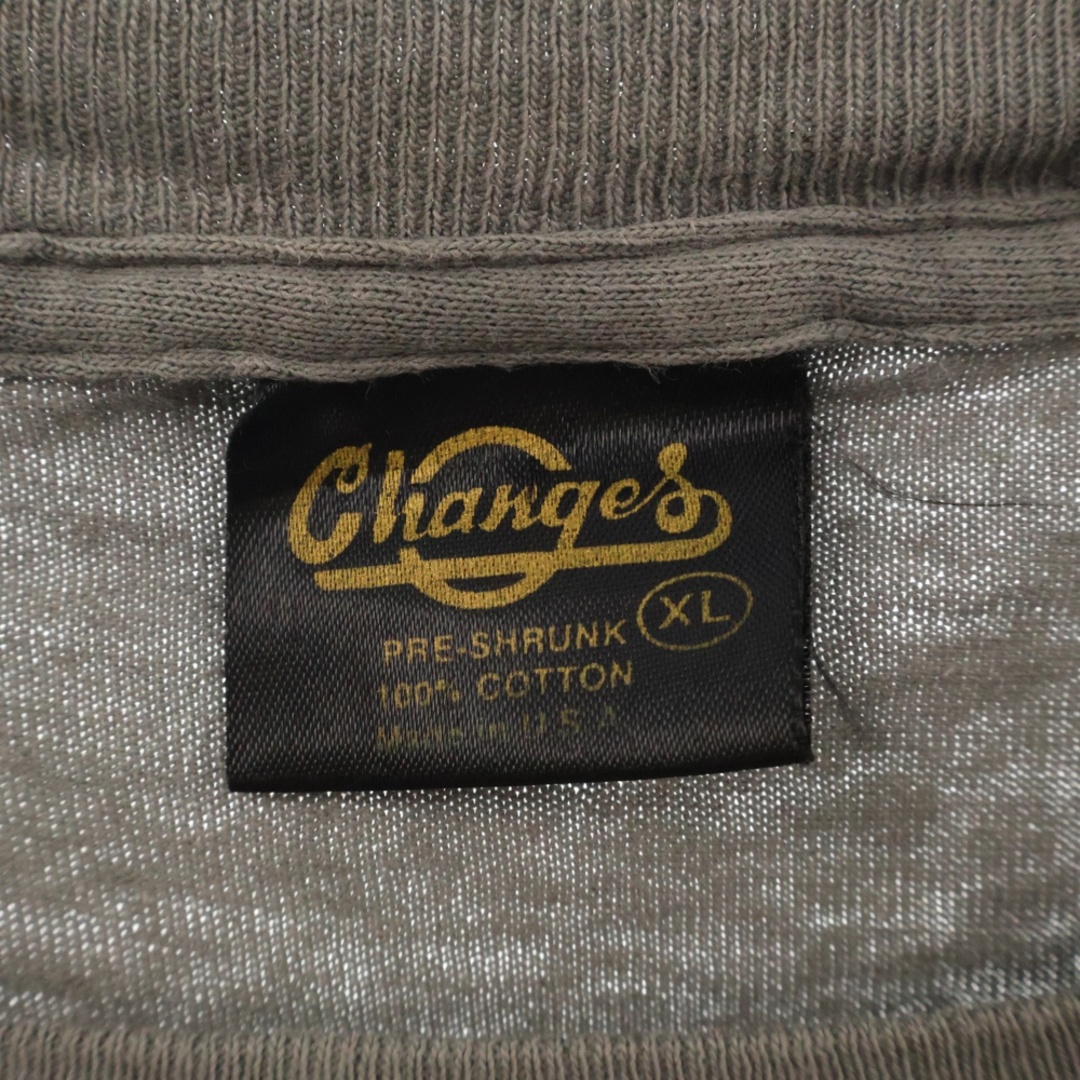 Changes
XL
PRE-SHRUNK
100% COTTON
Made in U.S.A